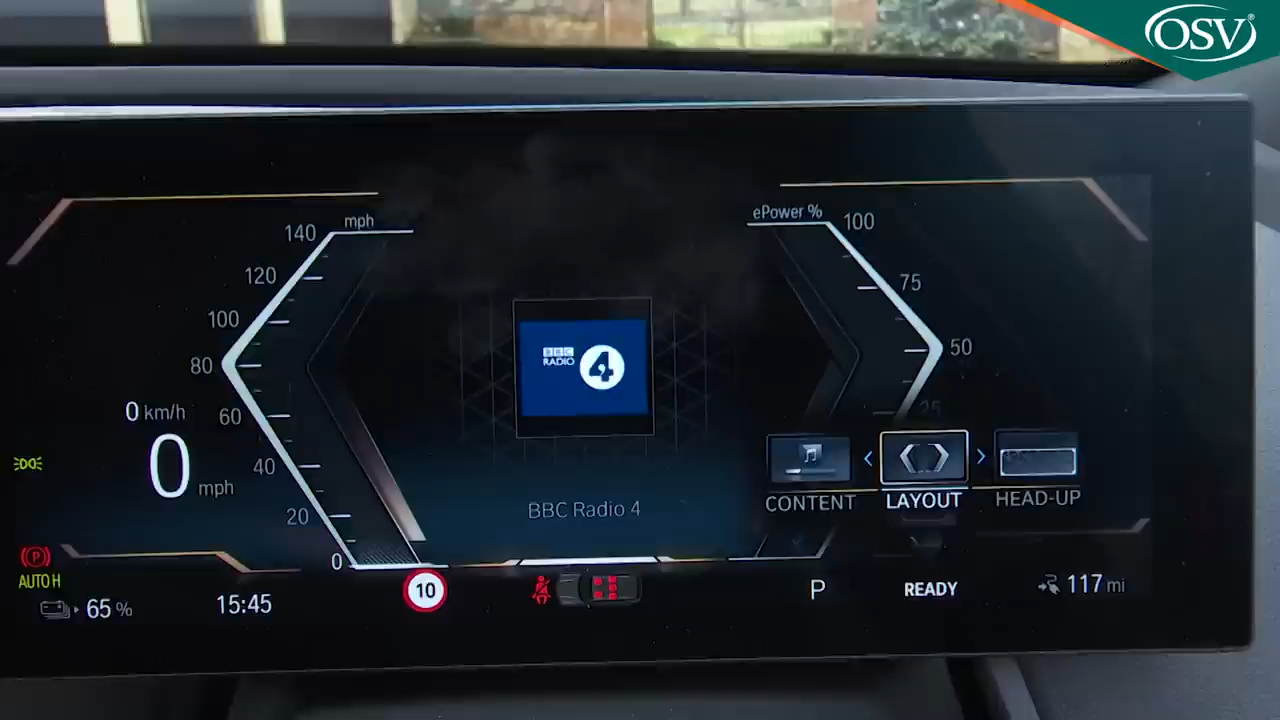 OSV
mph
140
120
100
80
60
40
20
0
0 km/h
0 mph
ePower %
100
75
50
25
BBC
RADIO
4
BBC Radio 4
CONTENT
LAYOUT
HEAD-UP
P
AUTO H
65 %
15:45
10
P
READY
117 mi